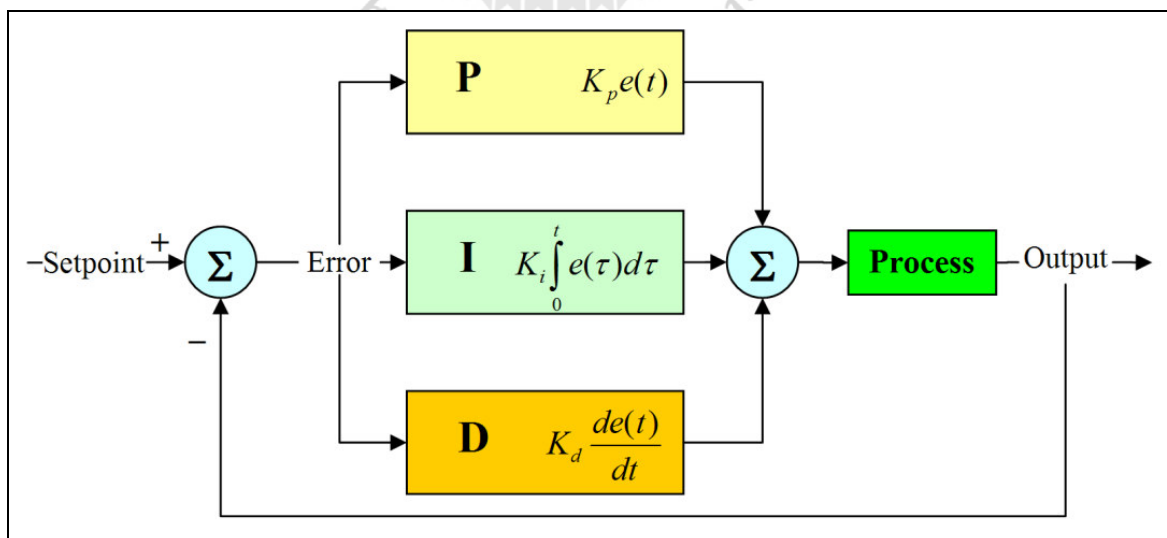 P K_p e(t)
+
–Setpoint Σ Error I K_i ∫_0^t e(τ)dτ Σ Process Output
–
D K_d de(t)/dt